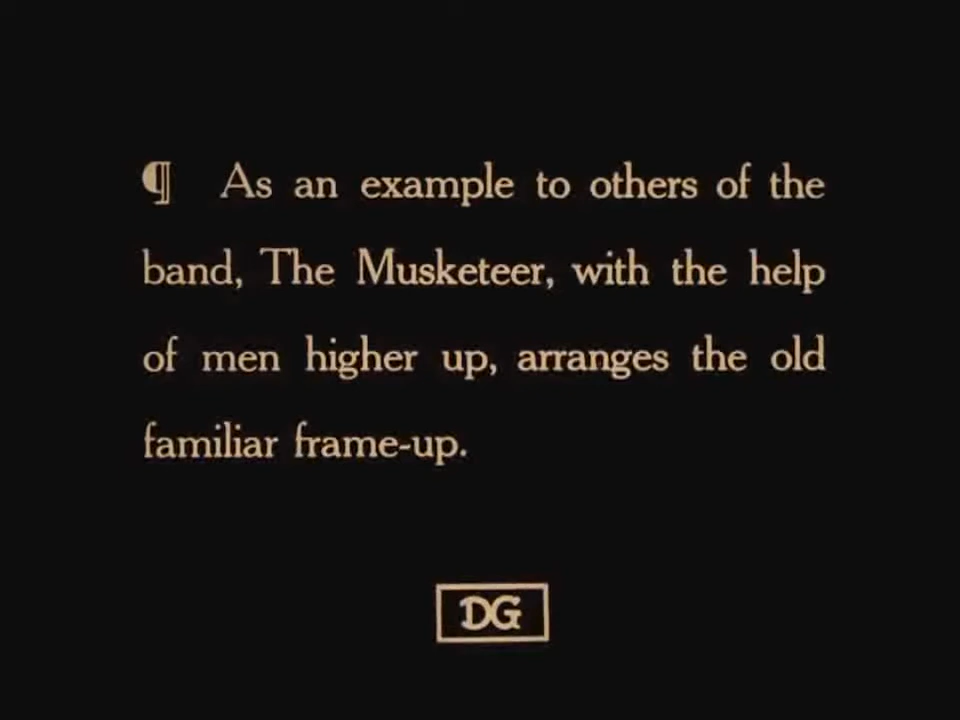 ¶ As an example to others of the
band, The Musketeer, with the help
of men higher up, arranges the old
familiar frame-up.
DG